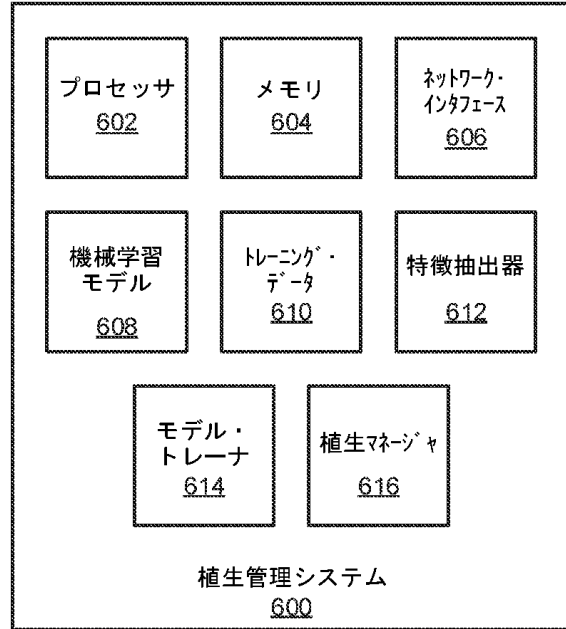 プロセッサ
602
メモリ
604
ネットワーク・
インタフェース
606
機械学習
モデル
608
トレーニング・
データ
610
特徴抽出器
612
モデル・
トレーナ
614
植生マネージャ
616
植生管理システム
600